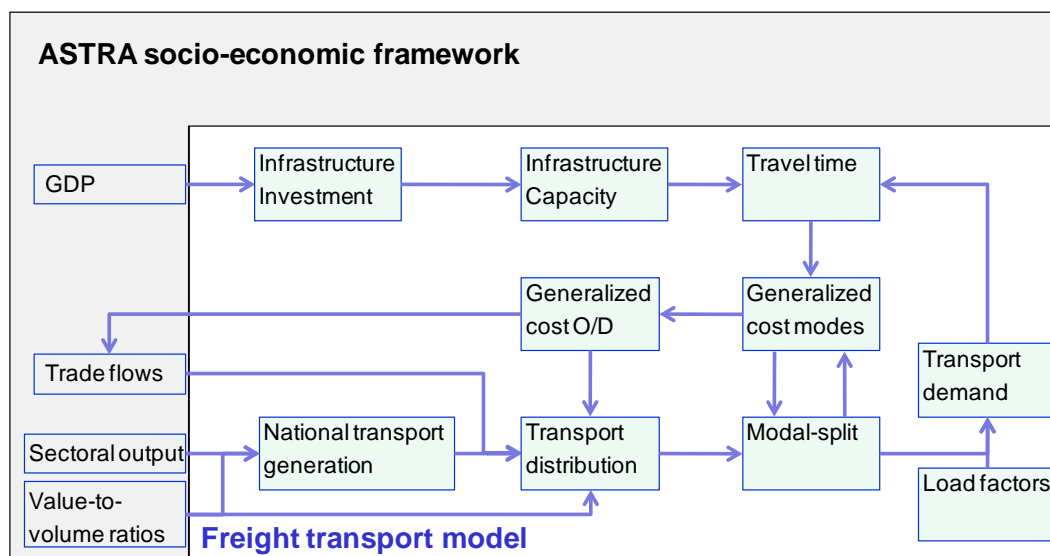 ASTRA socio-economic framework
GDP
Infrastructure
Investment
Infrastructure
Capacity
Travel time
Generalized
cost O/D
Generalized
cost modes
Trade flows
Transport
demand
Sectoral output
National transport
generation
Transport
distribution
Modal-split
Value-to-
volume ratios
Load factors
Freight transport model